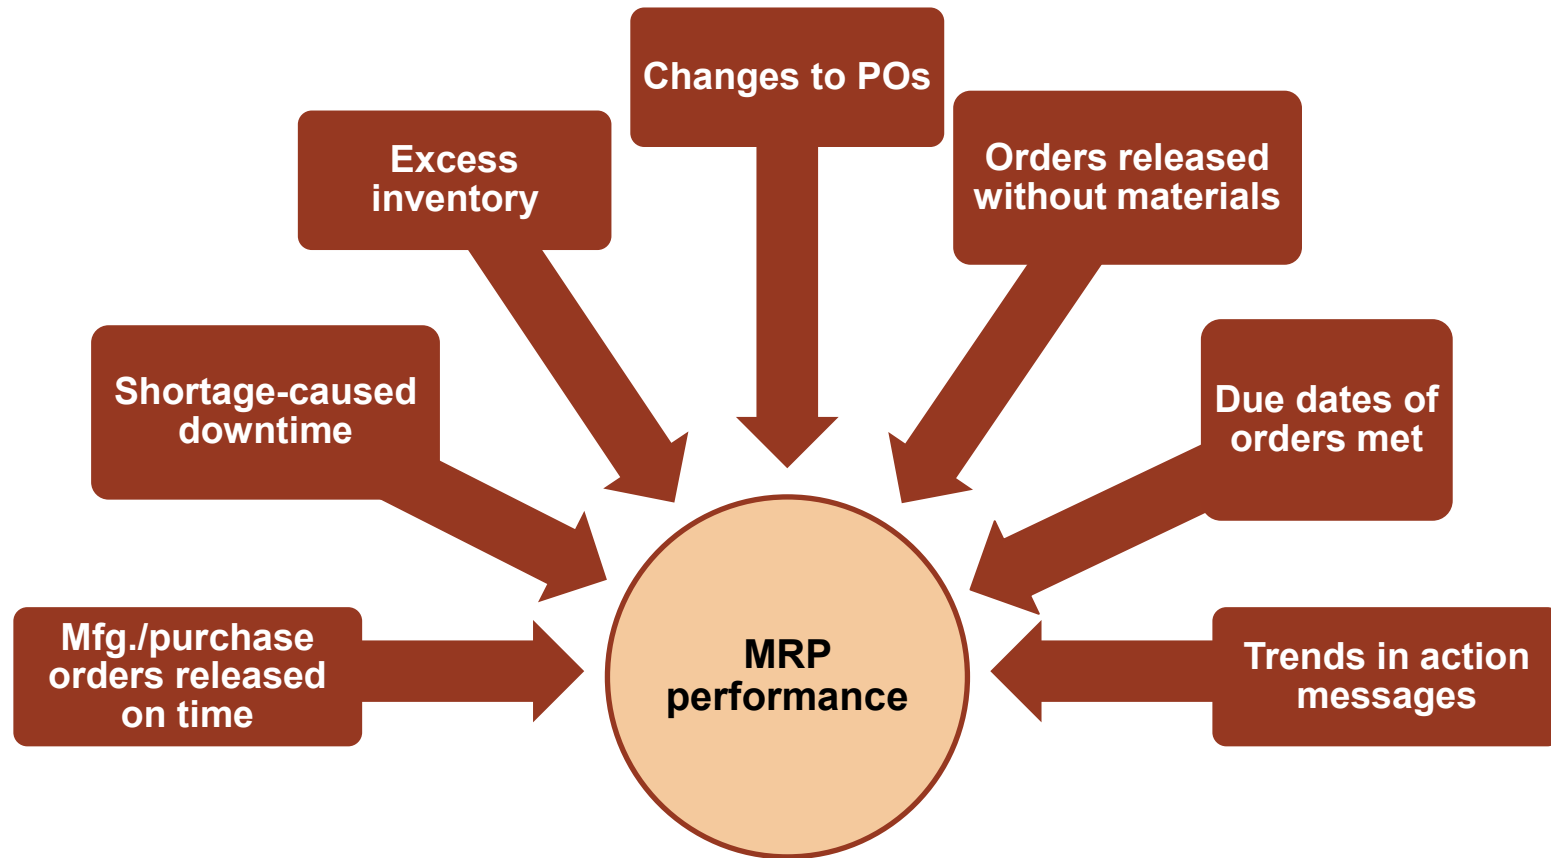 Changes to POs
Excess
inventory
Orders released
without materials
Shortage-caused
downtime
Due dates of
orders met
Mfg./purchase
orders released
on time
MRP
performance
Trends in action
messages